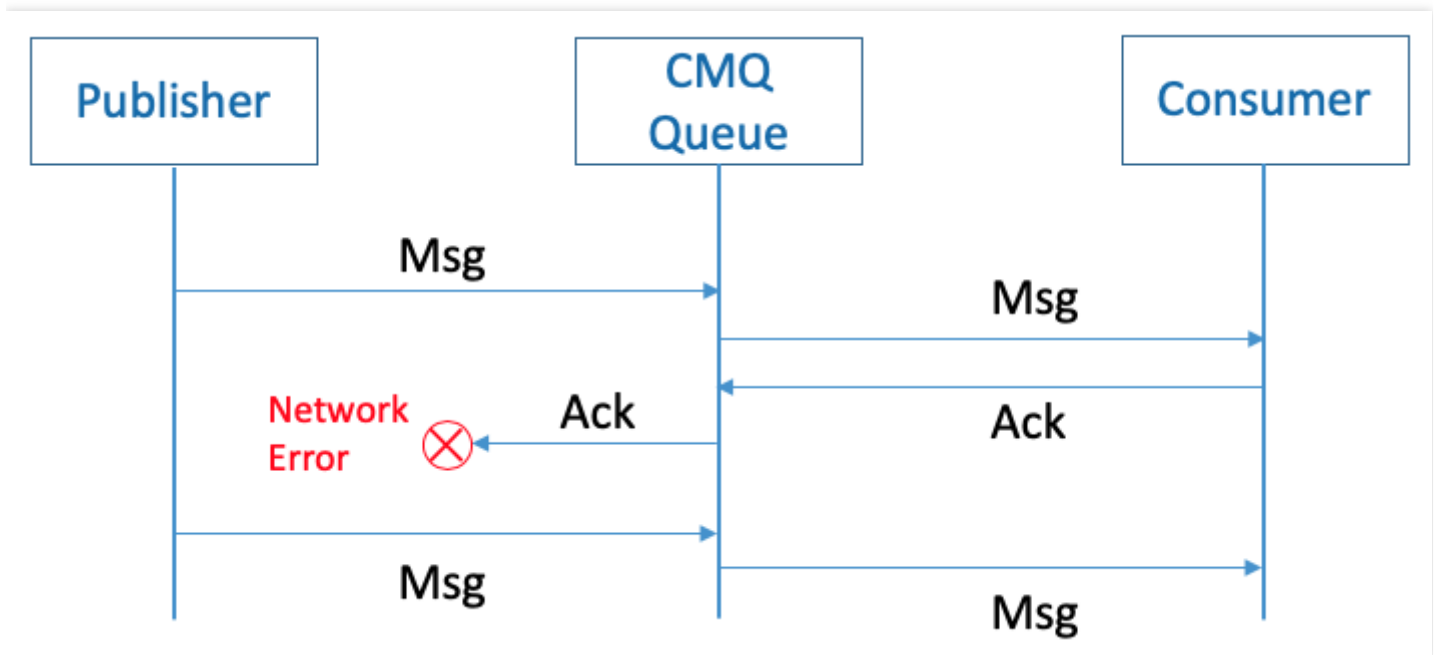 Publisher
CMQ
Queue
Consumer
Msg
Msg
Network
Error
Ack
Ack
Msg
Msg